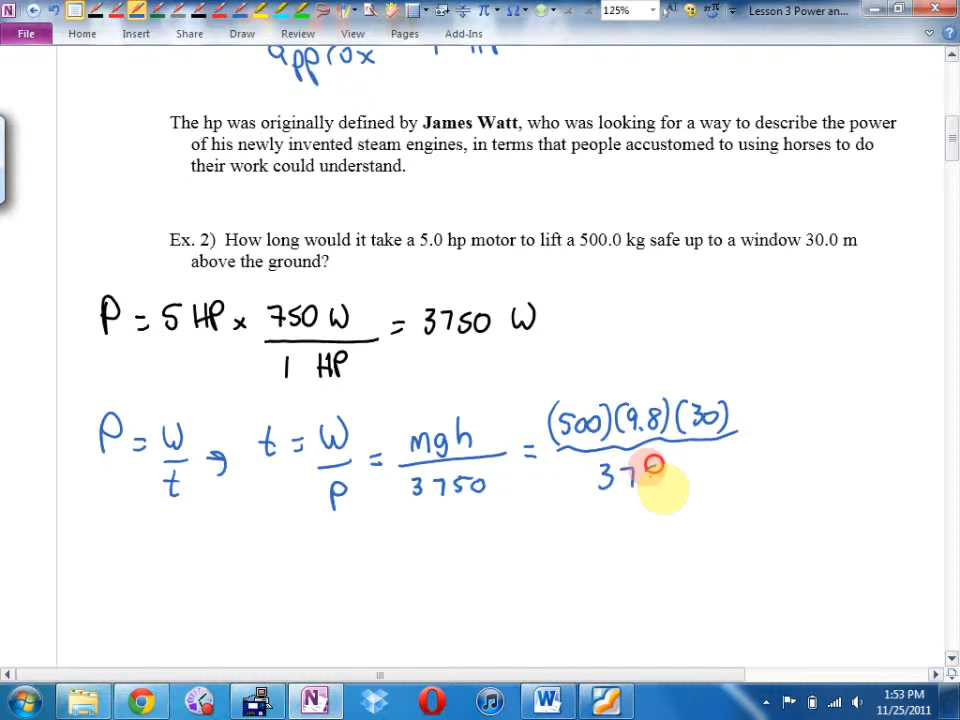 125%
Lesson 3 Power an...
File Home Insert Share Draw Review View Pages Add-Ins
approx
The hp was originally defined by James Watt, who was looking for a way to describe the power
of his newly invented steam engines, in terms that people accustomed to using horses to do
their work could understand.
Ex. 2) How long would it take a 5.0 hp motor to lift a 500.0 kg safe up to a window 30.0 m
above the ground?
P = 5 HP x 750 W / 1 HP = 3750 W
P = W / t → t = W / P = mgh / 3750 = (500)(9.8)(30) / 37
1:53 PM
11/25/2011